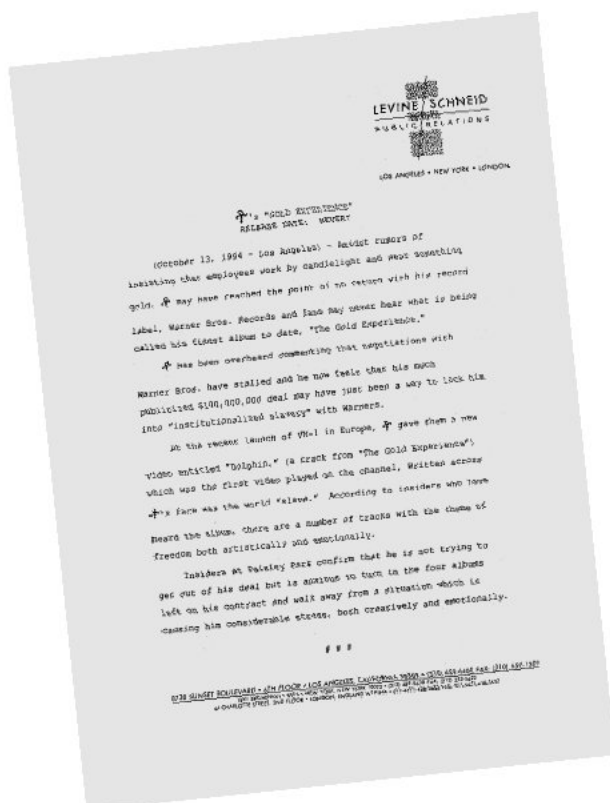 LEVINE SCHNEID
PUBLIC RELATIONS
LOS ANGELES • NEW YORK • LONDON
's "GOLD EXPERIENCE"
RELEASE DATE: NEVER?
(October 13, 1994 - Los Angeles) - Amidst rumors of
insisting that employees work by candlelight and wear something
gold, may have reached the point of no return with his record
label, Warner Bros. Records and fans may never hear what is being
called his finest album to date, "The Gold Experience."
has been overheard commenting that negotiations with
Warner Bros. have stalled and he now feels that his much
publicized $100,000,000 deal may have just been a way to lock him
into "institutionalized slavery" with Warners.
At the recent launch of VH-1 in Europe, gave them a new
video entitled "Dolphin," (a track from "The Gold Experience")
which was the first video played on the channel. Written across
's face was the world "slave." According to insiders who have
heard the album, there are a number of tracks with the theme of
freedom both artistically and emotionally.
Insiders at Paisley Park confirm that he is not trying to
get out of his deal but is anxious to turn in the four albums
left on his contract and walk away from a situation which is
causing him considerable stress, both creatively and emotionally.
# # #
8730 SUNSET BOULEVARD • 6TH FLOOR • LOS ANGELES, CALIFORNIA
CHARLOTTE STREET, 2ND FLOOR • LONDON, ENGLAND